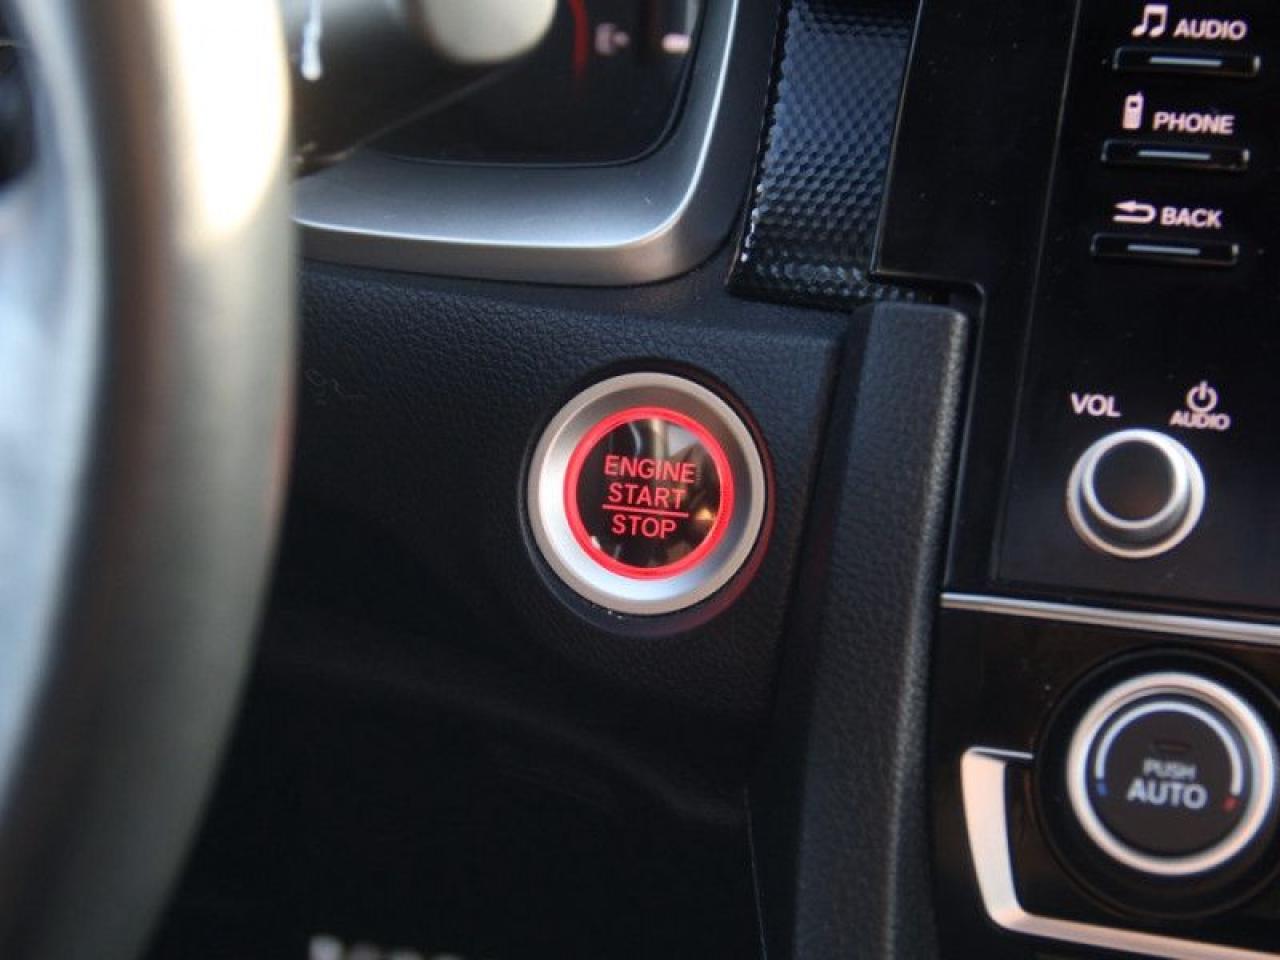 AUDIO
PHONE
BACK
VOL
AUDIO
ENGINE
START
STOP
PUSH
AUTO